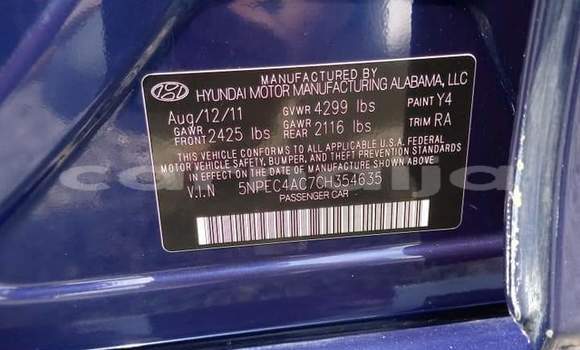 MANUFACTURED BY
HYUNDAI MOTOR MANUFACTURING ALABAMA, LLC
Aug/12/11 GVWR 4299 lbs PAINT Y4
GAWR FRONT 2425 lbs GAWR REAR 2116 lbs TRIM RA
THIS VEHICLE CONFORMS TO ALL APPLICABLE U.S.A. FEDERAL
MOTOR VEHICLE SAFETY, BUMPER, AND THEFT PREVENTION STANDARDS
IN EFFECT ON THE DATE OF MANUFACTURE SHOWN ABOVE.
V.I.N 5NPEC4AC7CH354635
PASSENGER CAR